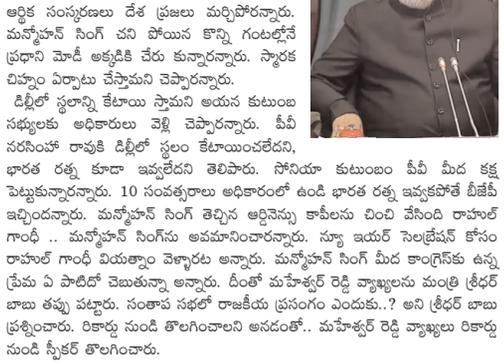 ఆర్థిక సంస్కరణలు దేశ ప్రజలు మర్చిపోరన్నారు.
మన్మోహన్ సింగ్ చని పోయిన కొన్ని గంటల్లోనే
ప్రధాని మోడీ అక్కడికి చేరు కున్నారన్నారు. స్మారక
చిహ్నం ఏర్పాటు చేస్తామని చెప్పారన్నారు.
డిల్లీలో స్థలాన్ని కేటాయి స్తామని అయన కుటుంబ
సభ్యులకు అధికారులు వెళ్లి చెప్పారన్నారు. పీవీ
నరసింహా రావుకి డిల్లీలో స్థలం కేటాయించలేదని,
భారత రత్న కూడా ఇవ్వలేదని తెలిపారు. సోనియా కుటుంబం పీవీ మీద కక్ష
పెట్టుకున్నారన్నారు. 10 సంవత్సరాలు అధికారంలో ఉండి భారత రత్న ఇవ్వకపోతే బీజేపీ
ఇచ్చిందన్నారు. మన్మోహన్ సింగ్ తెచ్చిన ఆర్డినెన్సు కాపీలను చించి వేసింది రాహుల్
గాంధీ .. మన్మోహన్ సింగ్‌ను అవమానించారన్నారు. న్యూ ఇయర్ సెలబ్రేషన్ కోసం
రాహుల్ గాంధీ వియత్నాం వెళ్ళారట అన్నారు. మన్మోహన్ సింగ్ మీద కాంగ్రెస్‌కు ఉన్న
ప్రేమ ఏ పాటిదో చెబుతున్నా అన్నారు. దీంతో మహేశ్వర్ రెడ్డి వ్యాఖ్యలను మంత్రి శ్రీధర్
బాబు తప్పు పట్టారు. సంతాప సభలో రాజకీయ ప్రసంగం ఎందుకు..? అని శ్రీధర్ బాబు
ప్రశ్నించారు. రికార్డు నుండి తొలగించాలని అనడంతో.. మహేశ్వర్ రెడ్డి వ్యాఖ్యలు రికార్డు
నుండి స్పీకర్ తొలగించారు.